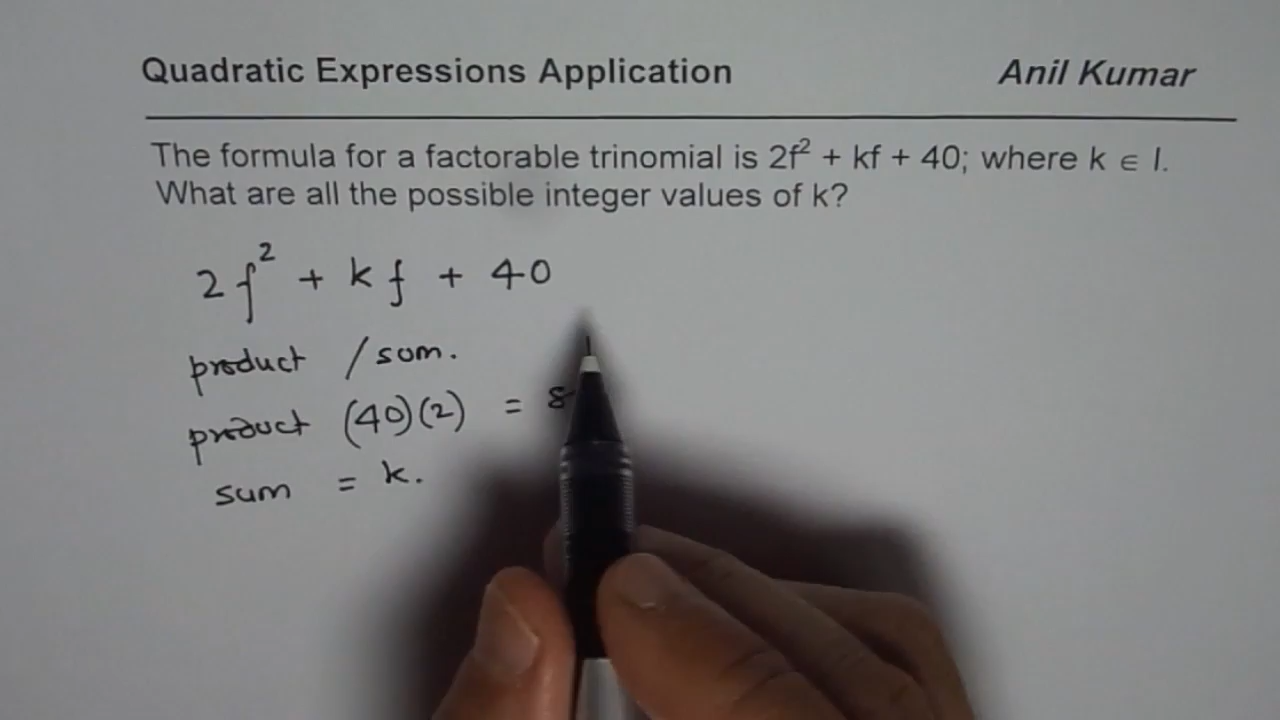 Quadratic Expressions Application Anil Kumar
The formula for a factorable trinomial is 2f² + kf + 40; where k ∈ I.
What are all the possible integer values of k?
2f² + kf + 40
product / sum.
product (40)(2) = 8
sum = k.